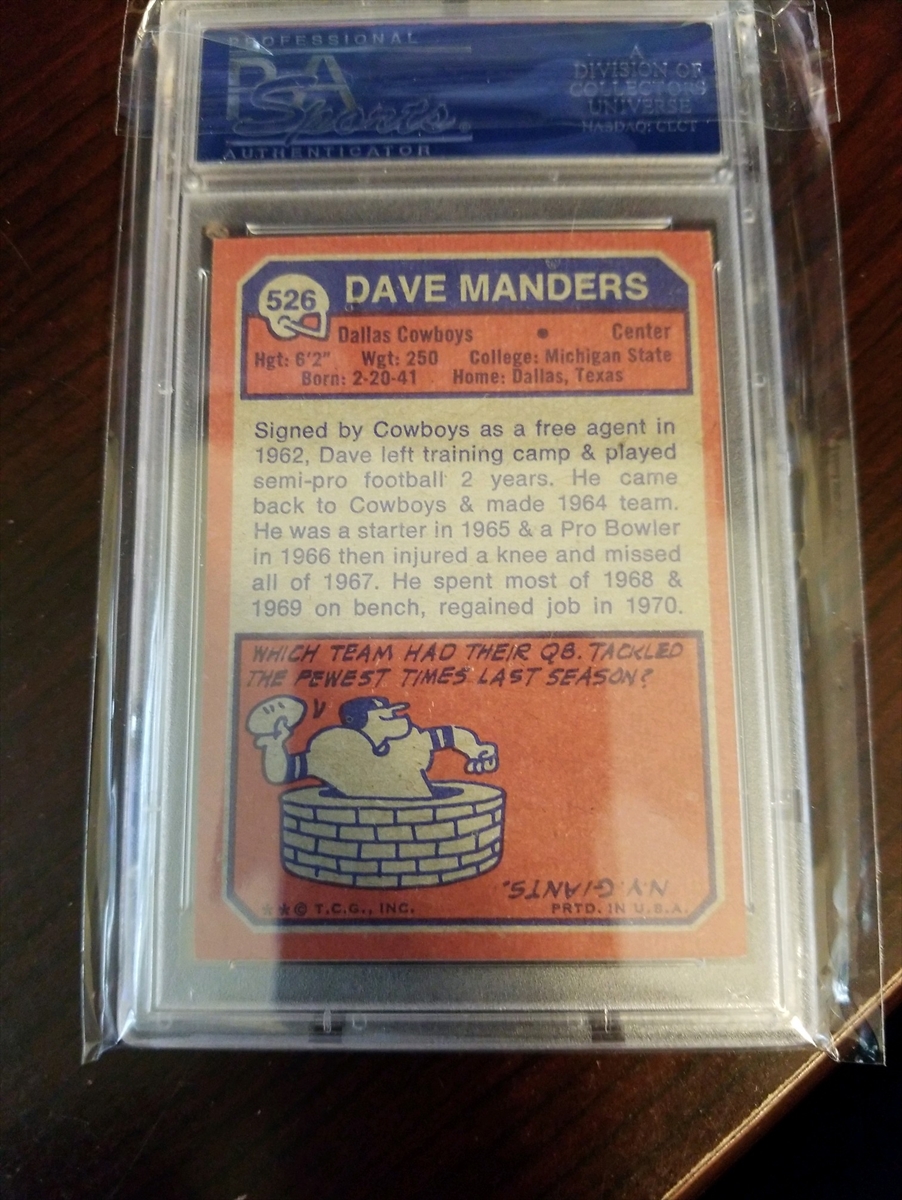 PROFESSIONAL
PSA
Sports.
AUTHENTICATOR
A
DIVISION OF
COLLECTORS
UNIVERSE
NASDAQ: CLCT
526
DAVE MANDERS
Dallas Cowboys • Center
Hgt: 6'2" Wgt: 250 College: Michigan State
Born: 2-20-41 Home: Dallas, Texas
Signed by Cowboys as a free agent in
1962, Dave left training camp & played
semi-pro football 2 years. He came
back to Cowboys & made 1964 team.
He was a starter in 1965 & a Pro Bowler
in 1966 then injured a knee and missed
all of 1967. He spent most of 1968 &
1969 on bench, regained job in 1970.
WHICH TEAM HAD THEIR QB. TACKLED
THE FEWEST TIMES LAST SEASON?
N.Y. GIANTS.
**© T.C.G., INC. PRTD. IN U.S.A.